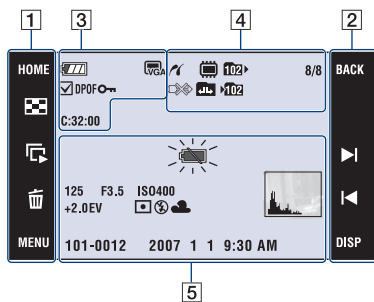 1 3 4 2
HOME VGA 102 8/8 BACK
DPOF 102
C:32:00
125 F3.5 ISO400
+2.0EV
MENU 101-0012 2007 1 1 9:30 AM DISP
5